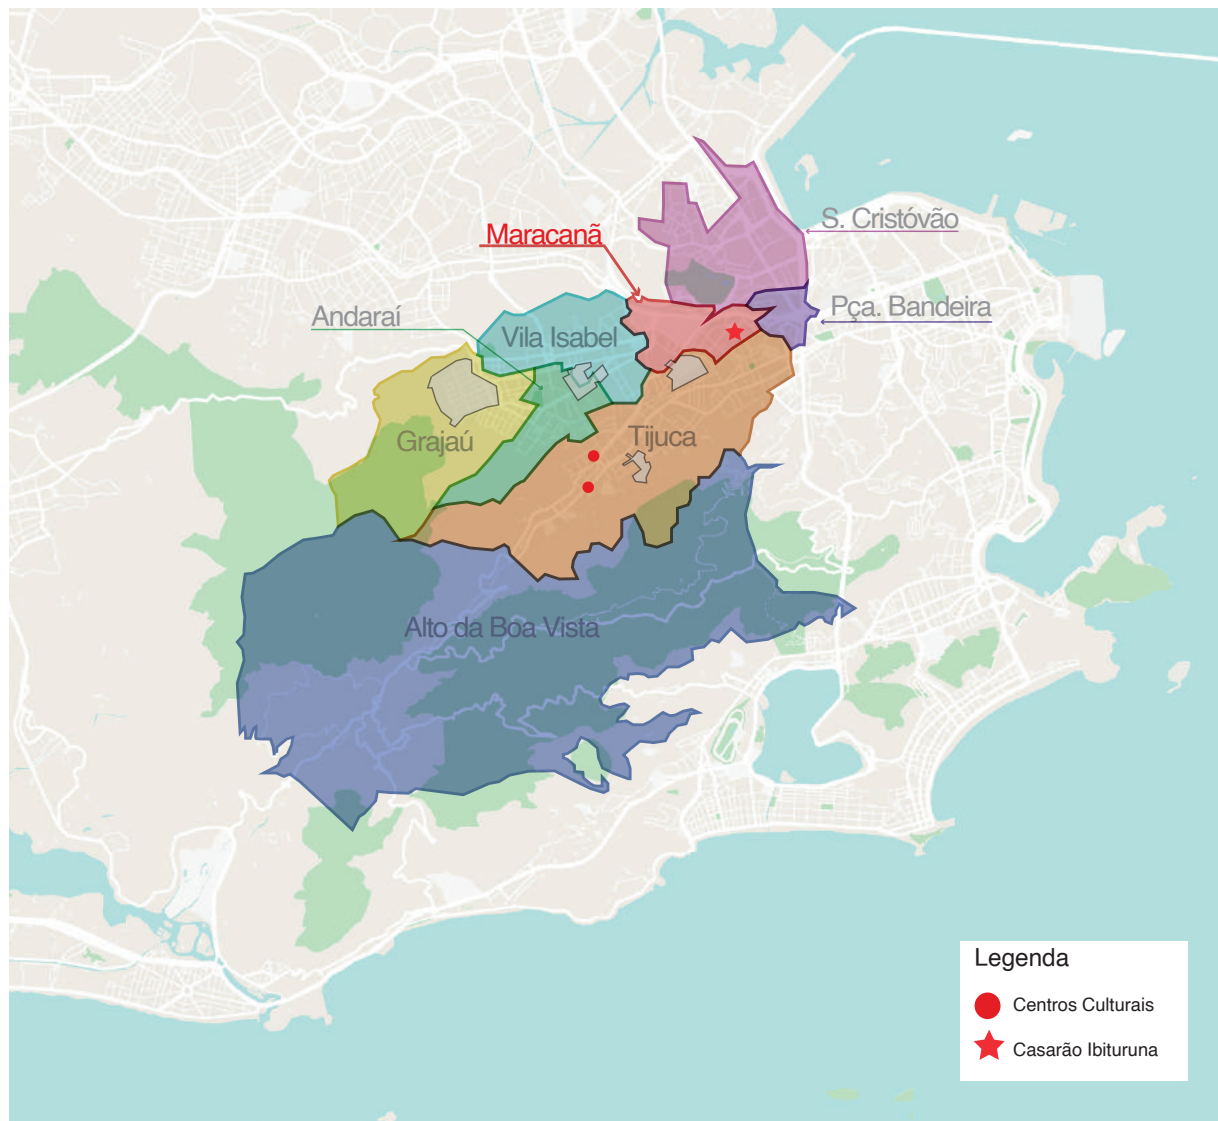 S. Cristóvão
Maracanã
Pça. Bandeira
Andaraí
Vila Isabel
Grajaú
Tijuca
Alto da Boa Vista
Legenda
Centros Culturais
Casarão Ibituruna